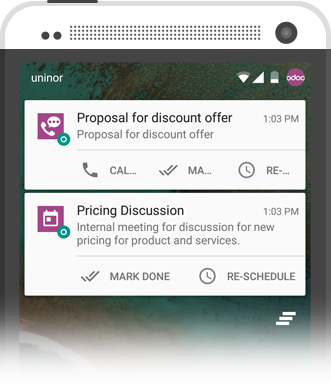 uninor
odoo
Proposal for discount offer 1:03 PM
Proposal for discount offer
CAL... MA... RE-...
Pricing Discussion 1:03 PM
Internal meeting for discussion for new
pricing for product and services.
MARK DONE RE-SCHEDULE